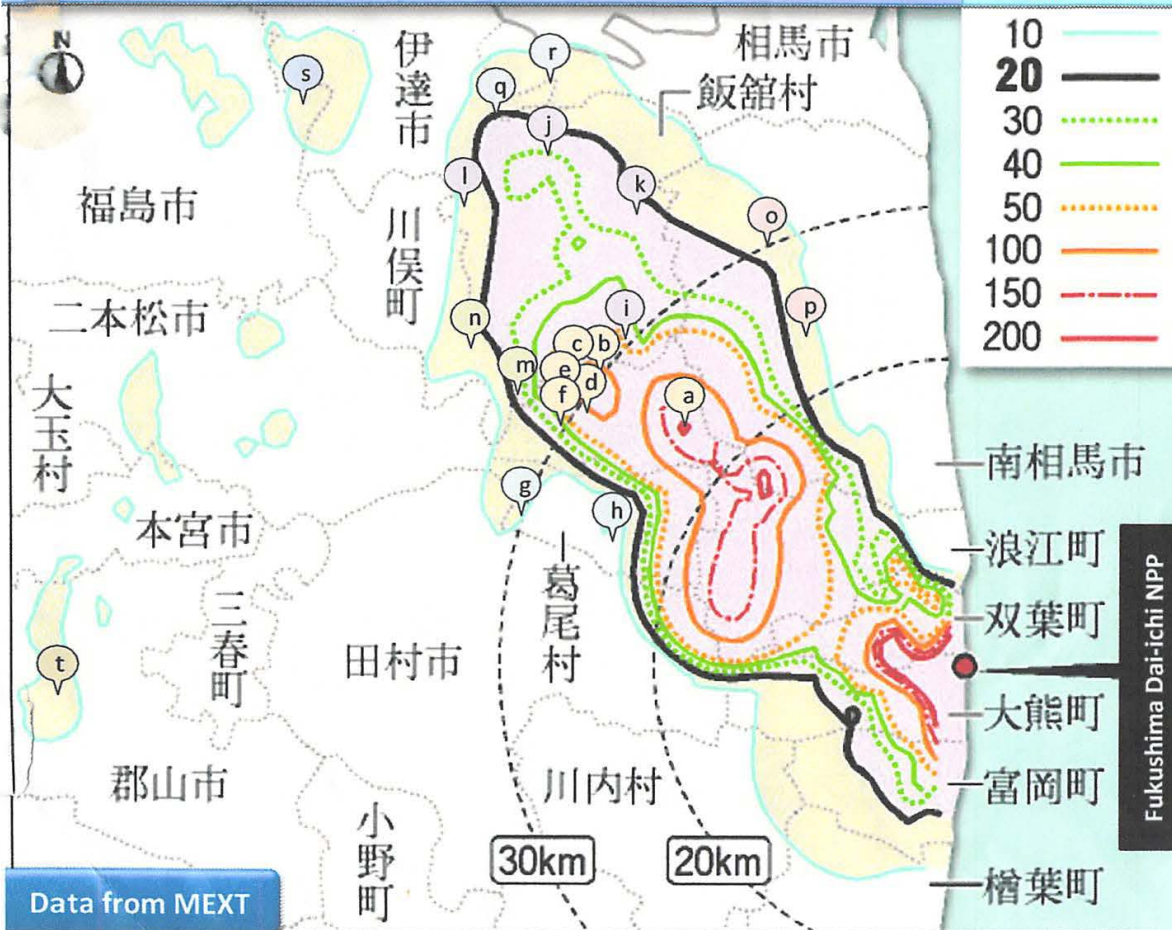 N
10
20
30
40
50
100
150
200
伊達市
相馬市
飯舘村
福島市
川俣町
二本松市
大玉村
本宮市
三春町
田村市
葛尾村
郡山市
小野町
川内村
南相馬市
浪江町
双葉町
大熊町
富岡町
楢葉町
s
r
q
j
l
k
o
p
n
i
c
b
m
e
d
f
a
g
h
t
30km
20km
Fukushima Dai-ichi NPP
Data from MEXT